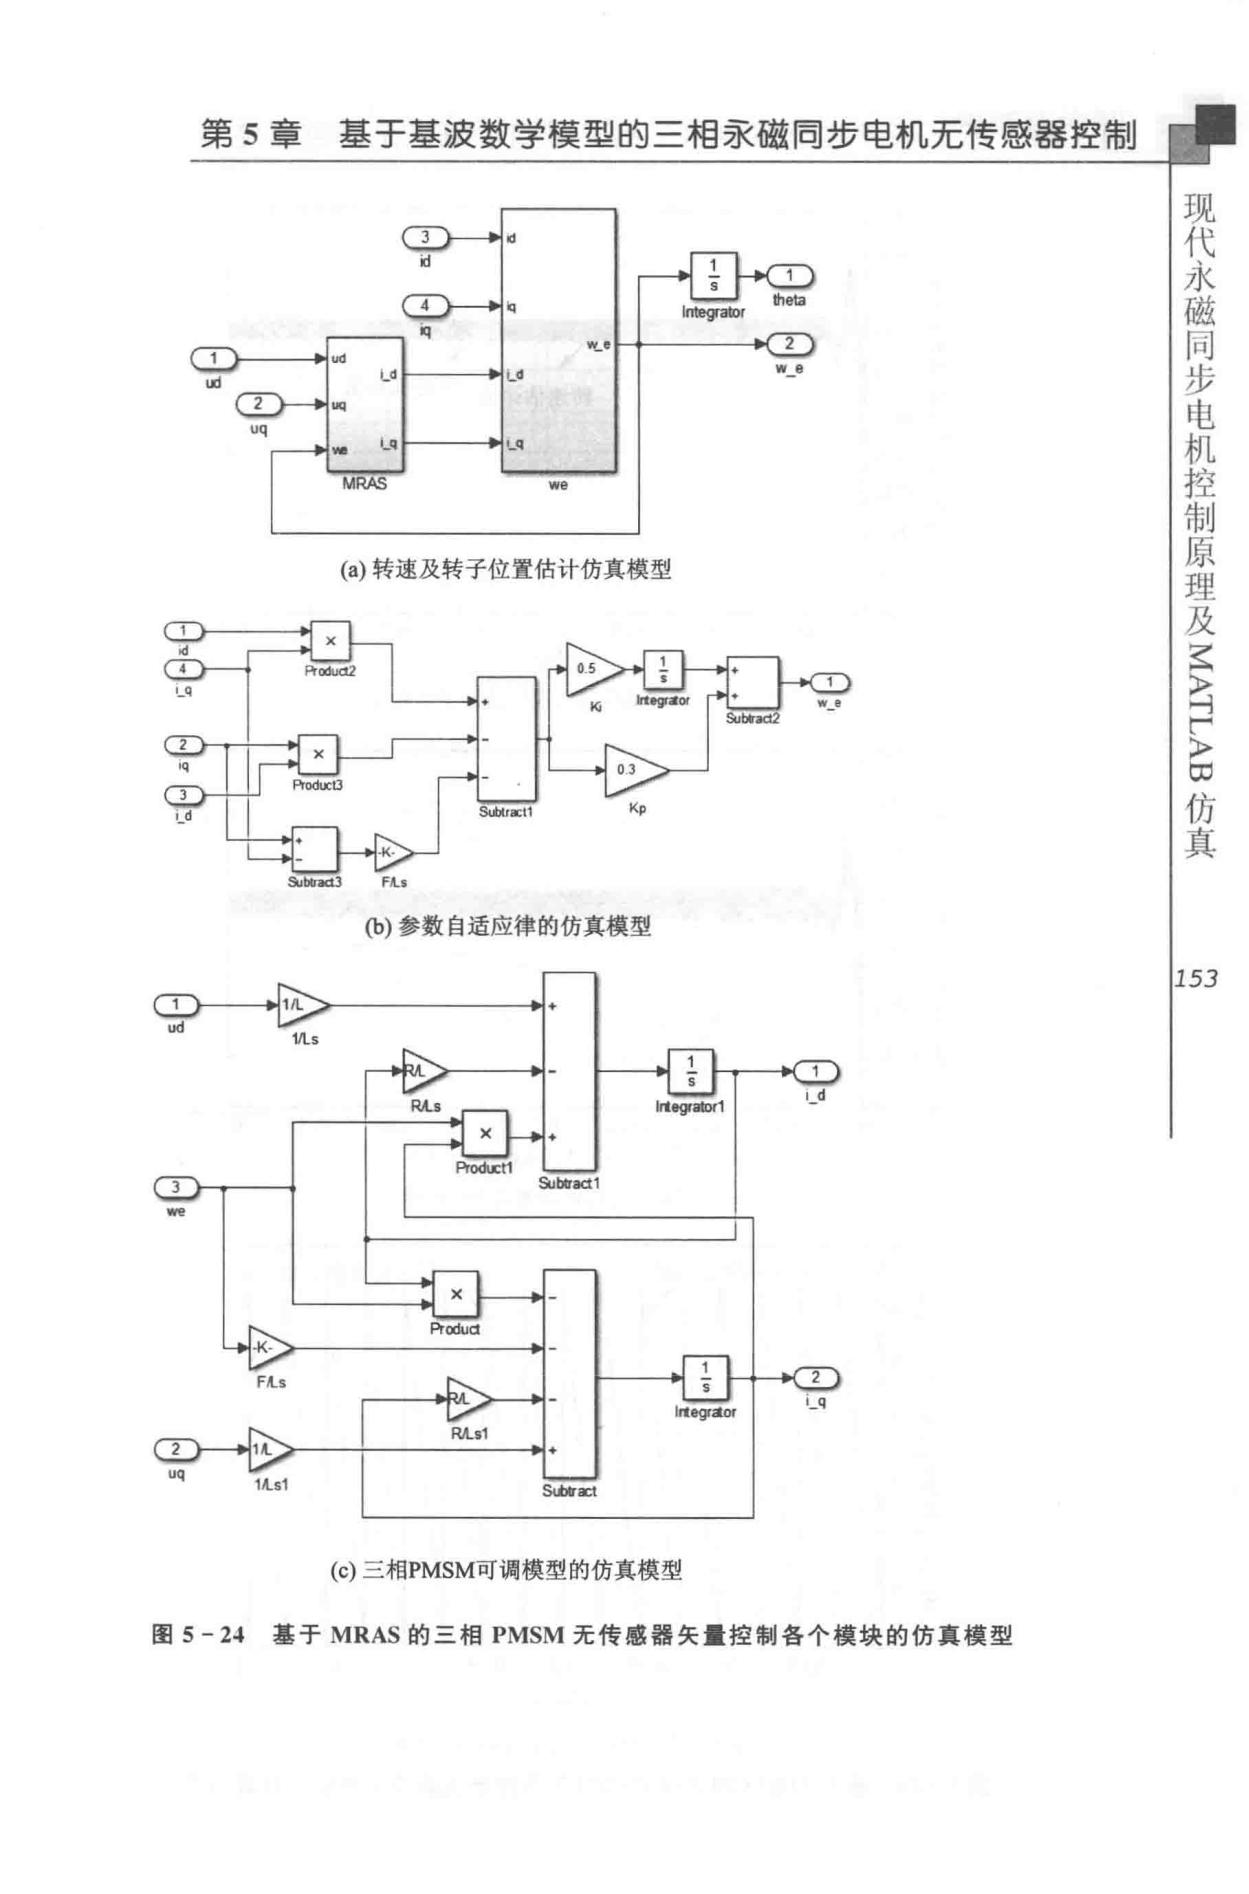 第 5 章 基于基波数学模型的三相永磁同步电机无传感器控制
3
id
id
4
iq
iq
1
ud
ud
2
uq
uq
we
i_d
i_q
MRAS
i_d
i_q
w_e
we
1
s
Integrator
1
theta
2
w_e
(a) 转速及转子位置估计仿真模型
1
id
4
i_q
×
Product2
2
iq
3
i_d
×
Product3
+
-
Subtract3
-K-
F/Ls
+
-
-
Subtract1
0.5
Ki
1
s
Integrator
0.3
Kp
+
+
Subtract2
1
w_e
(b) 参数自适应律的仿真模型
1
ud
1/L
1/Ls
R/L
R/Ls
×
Product1
+
-
+
Subtract1
1
s
Integrator1
1
i_d
3
we
×
Product
-K-
F/Ls
R/L
R/Ls1
2
uq
1/L
1/Ls1
-
-
-
+
Subtract
1
s
Integrator
2
i_q
(c) 三相PMSM可调模型的仿真模型
图 5-24 基于 MRAS 的三相 PMSM 无传感器矢量控制各个模块的仿真模型
现代永磁同步电机控制原理及MATLAB仿真
153